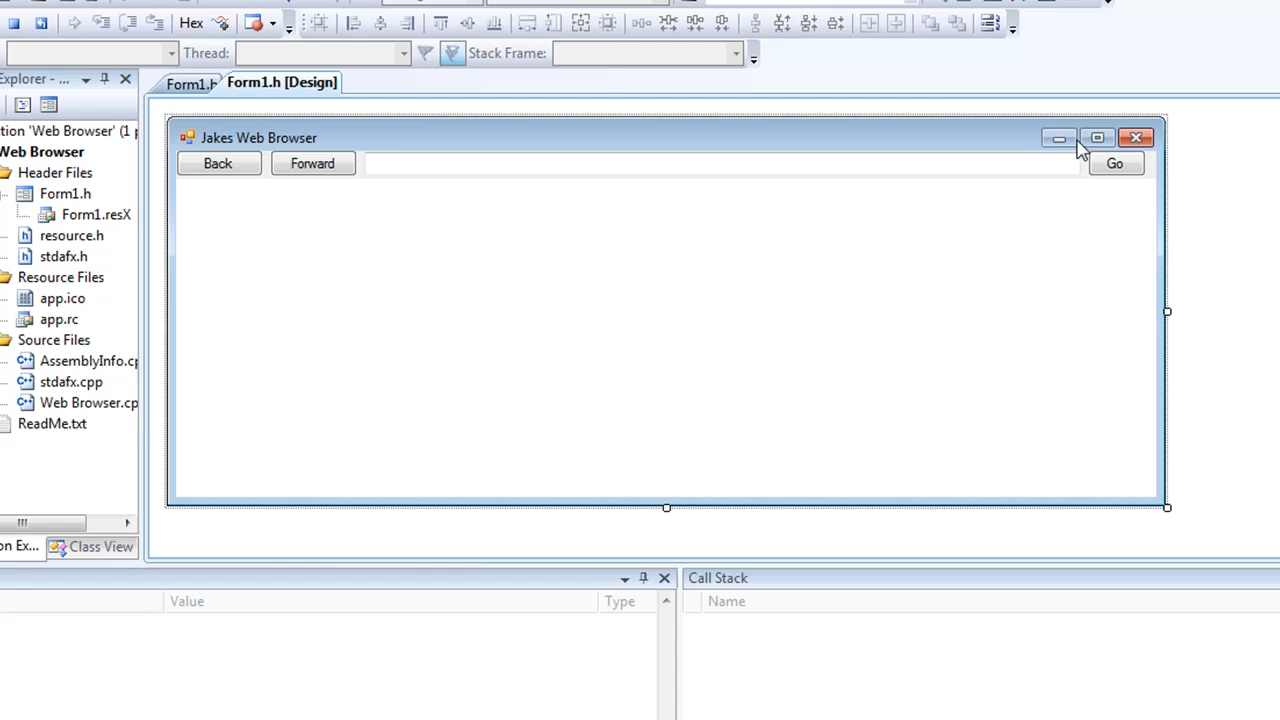 Hex
Thread:
Stack Frame:
Explorer - ...
Form1.h
Form1.h [Design]
tion 'Web Browser' (1 p
Web Browser
Header Files
Form1.h
Form1.resX
resource.h
stdafx.h
Resource Files
app.ico
app.rc
Source Files
AssemblyInfo.cp
stdafx.cpp
Web Browser.cp
ReadMe.txt
on Ex...
Class View
Jakes Web Browser
Back
Forward
Go
Value
Type
Call Stack
Name